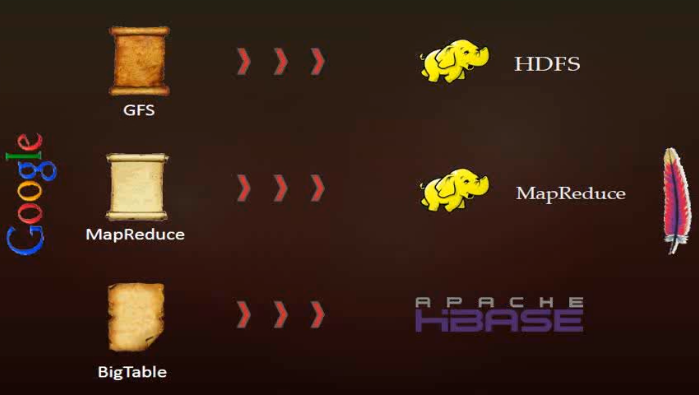 Google
GFS
HDFS
MapReduce
MapReduce
BigTable
APACHE
HBASE